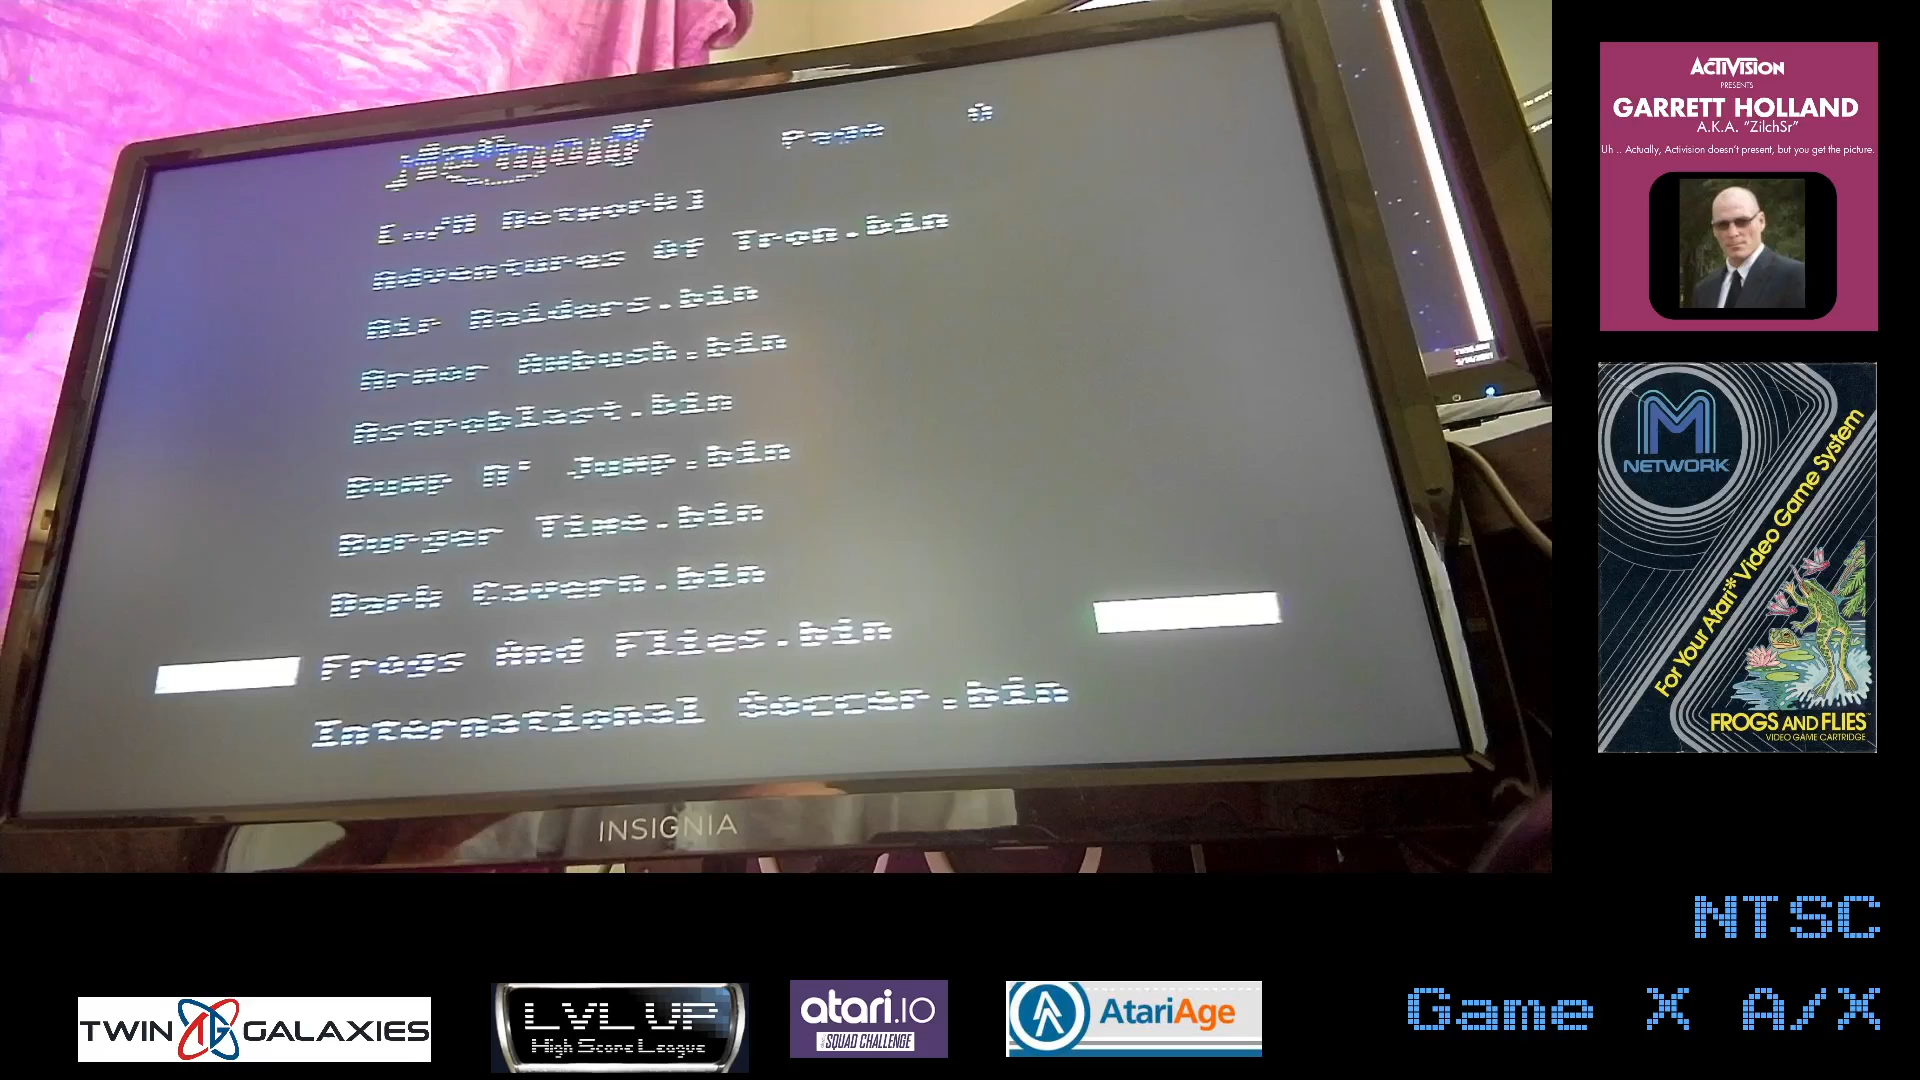 Page 0
[../M Network]
Adventures Of Tron.bin
Air Raiders.bin
Armor Ambush.bin
Astroblast.bin
Bump N' Jump.bin
Burger Time.bin
Dark Cavern.bin
Frogs And Flies.bin
International Soccer.bin
INSIGNIA
ACTIVISION
PRESENTS
GARRETT HOLLAND
A.K.A. "ZilchSr"
Uh .. Actually, Activision doesn't present, but you get the picture.
M
NETWORK
For Your Atari* Video Game System
FROGS AND FLIES™
VIDEO GAME CARTRIDGE
NTSC
Game X A/X
TWIN GALAXIES
LVL UP
High Score League
atari.IO
SQUAD CHALLENGE
AtariAge